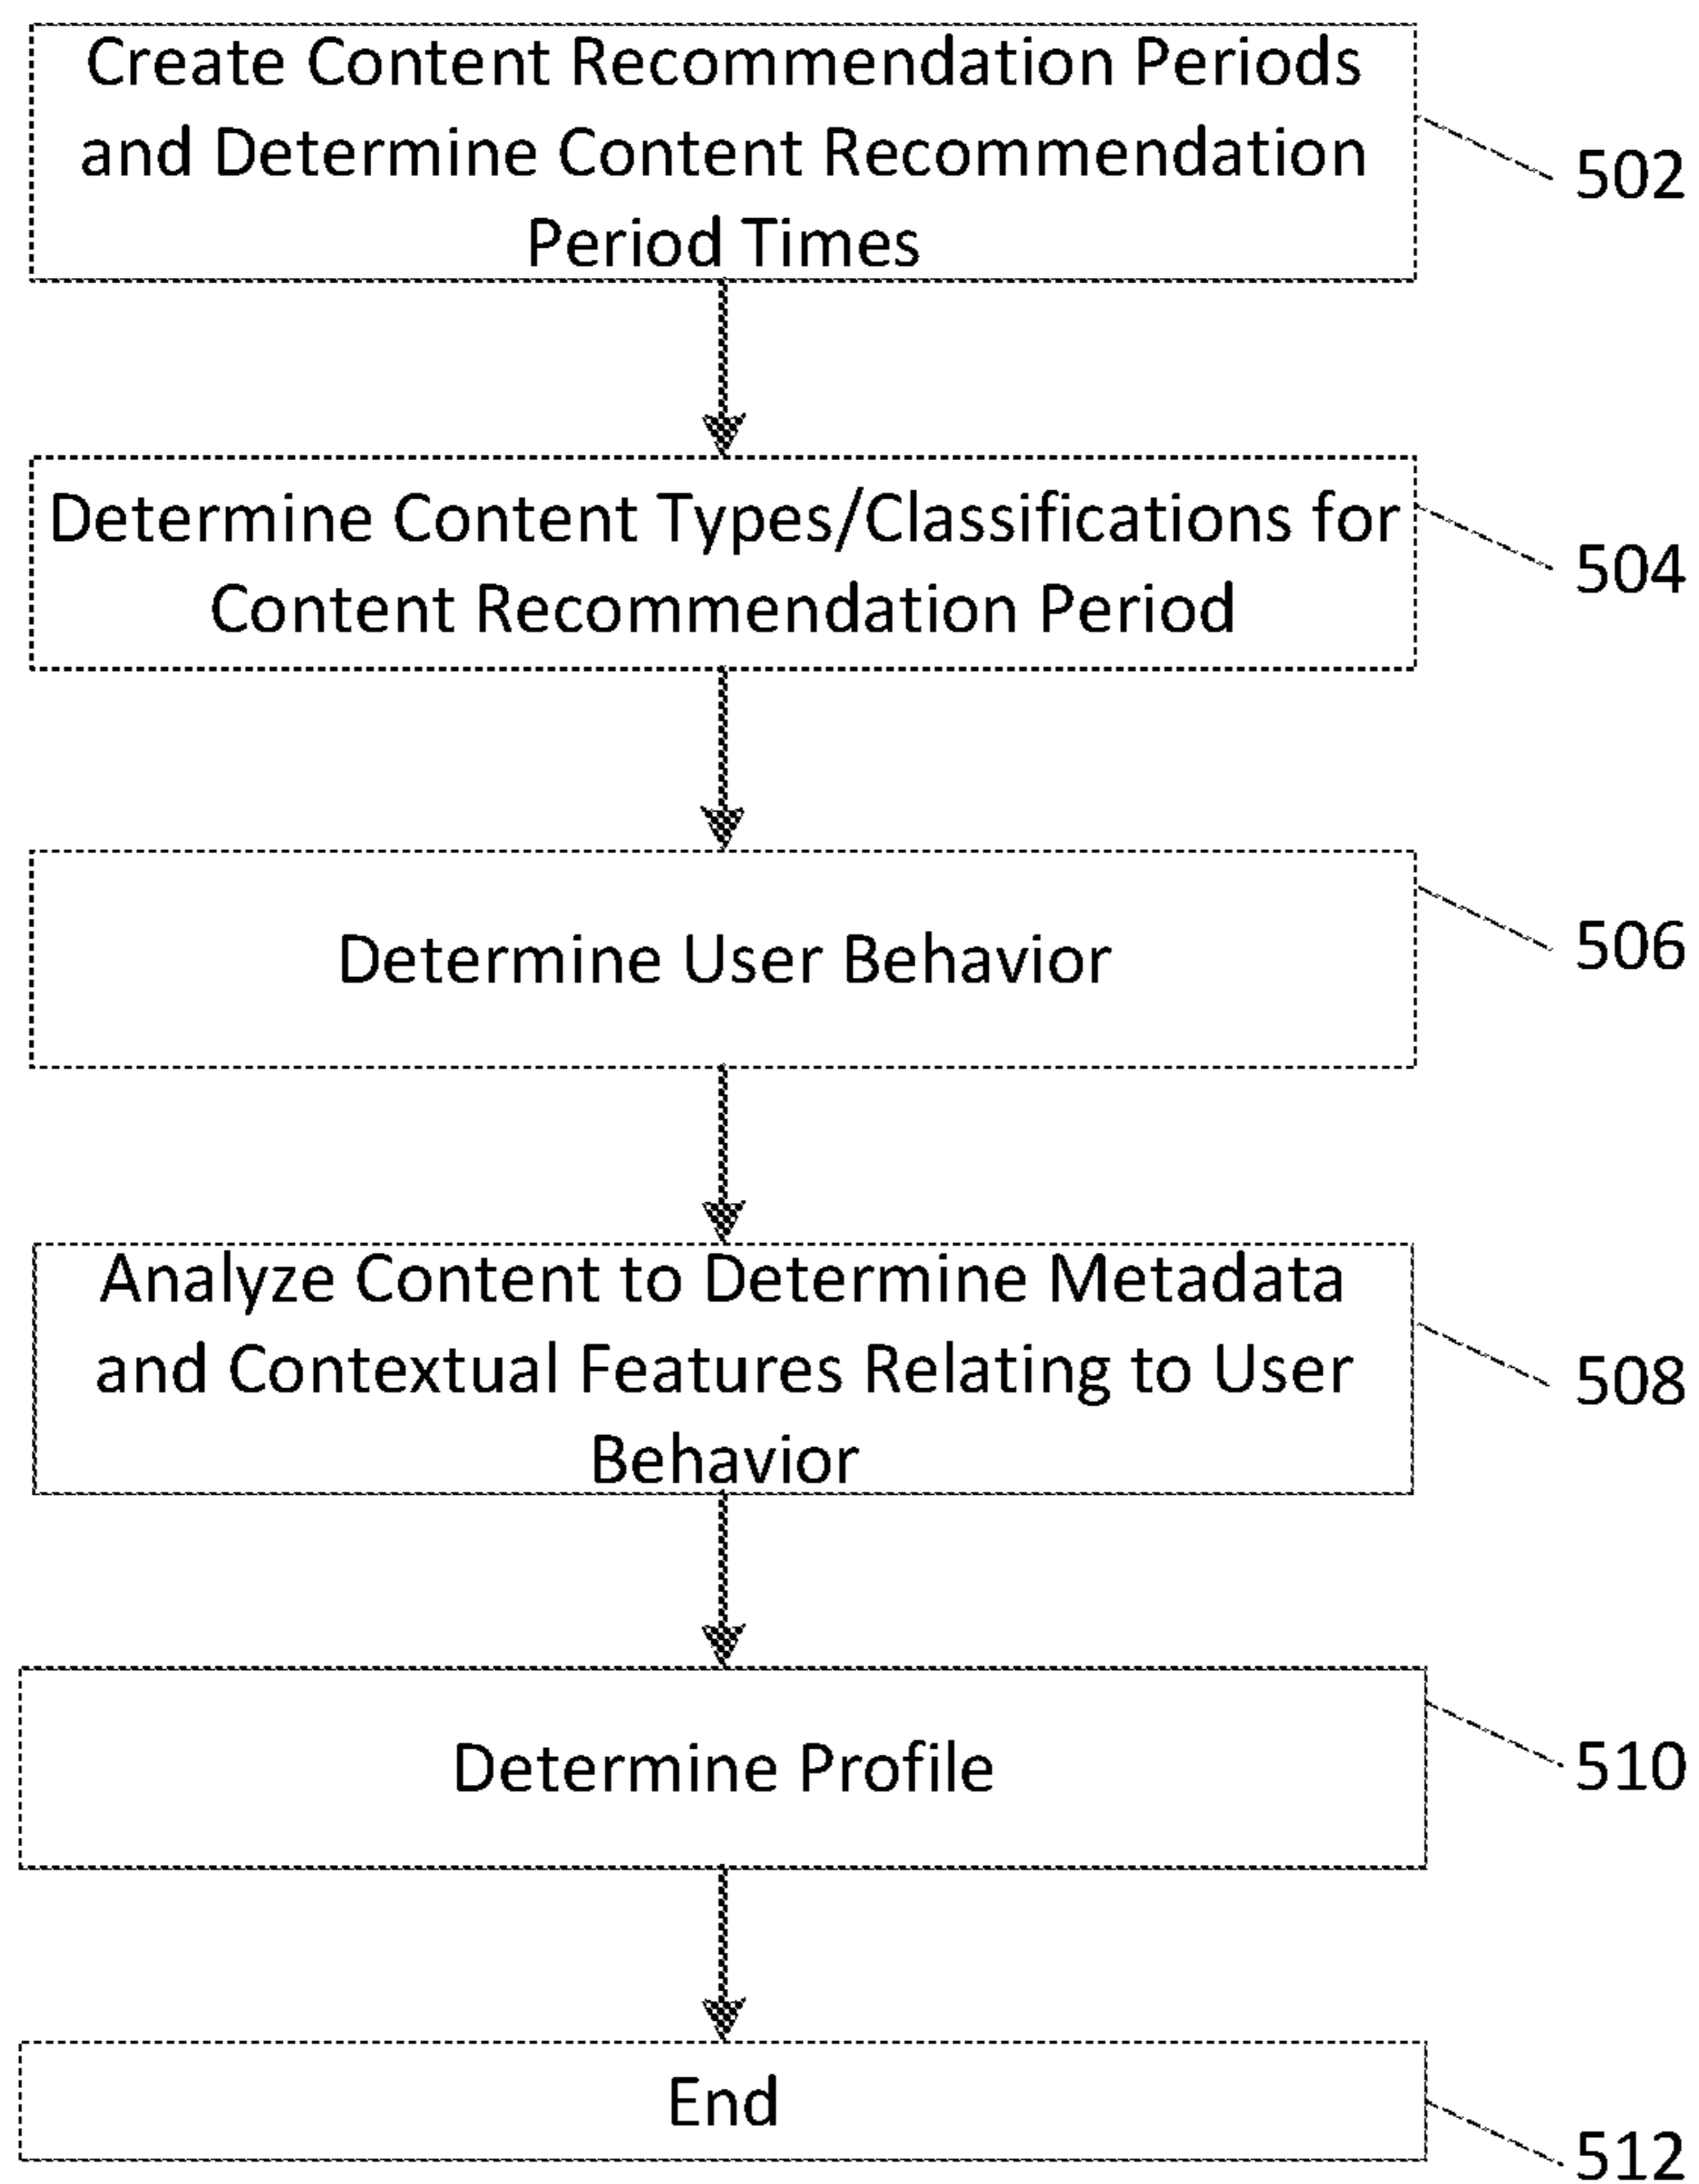 Create Content Recommendation Periods
and Determine Content Recommendation
Period Times
502
Determine Content Types/Classifications for
Content Recommendation Period
504
Determine User Behavior
506
Analyze Content to Determine Metadata
and Contextual Features Relating to User
Behavior
508
Determine Profile
510
End
512